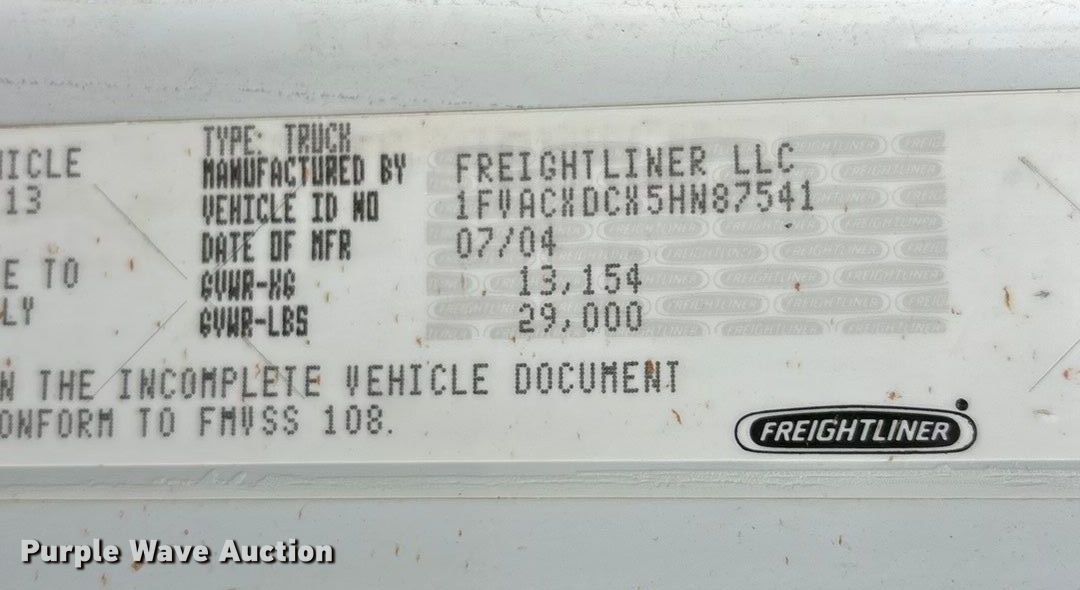 TYPE: TRUCK
HICLE MANUFACTURED BY FREIGHTLINER LLC
13 VEHICLE ID NO 1FVACXDCX5HN87541
DATE OF MFR 07/04
E TO GVWR-KG 13,154
LY GVWR-LBS 29,000
N THE INCOMPLETE VEHICLE DOCUMENT
ONFORM TO FMVSS 108.
FREIGHTLINER
Purple Wave Auction